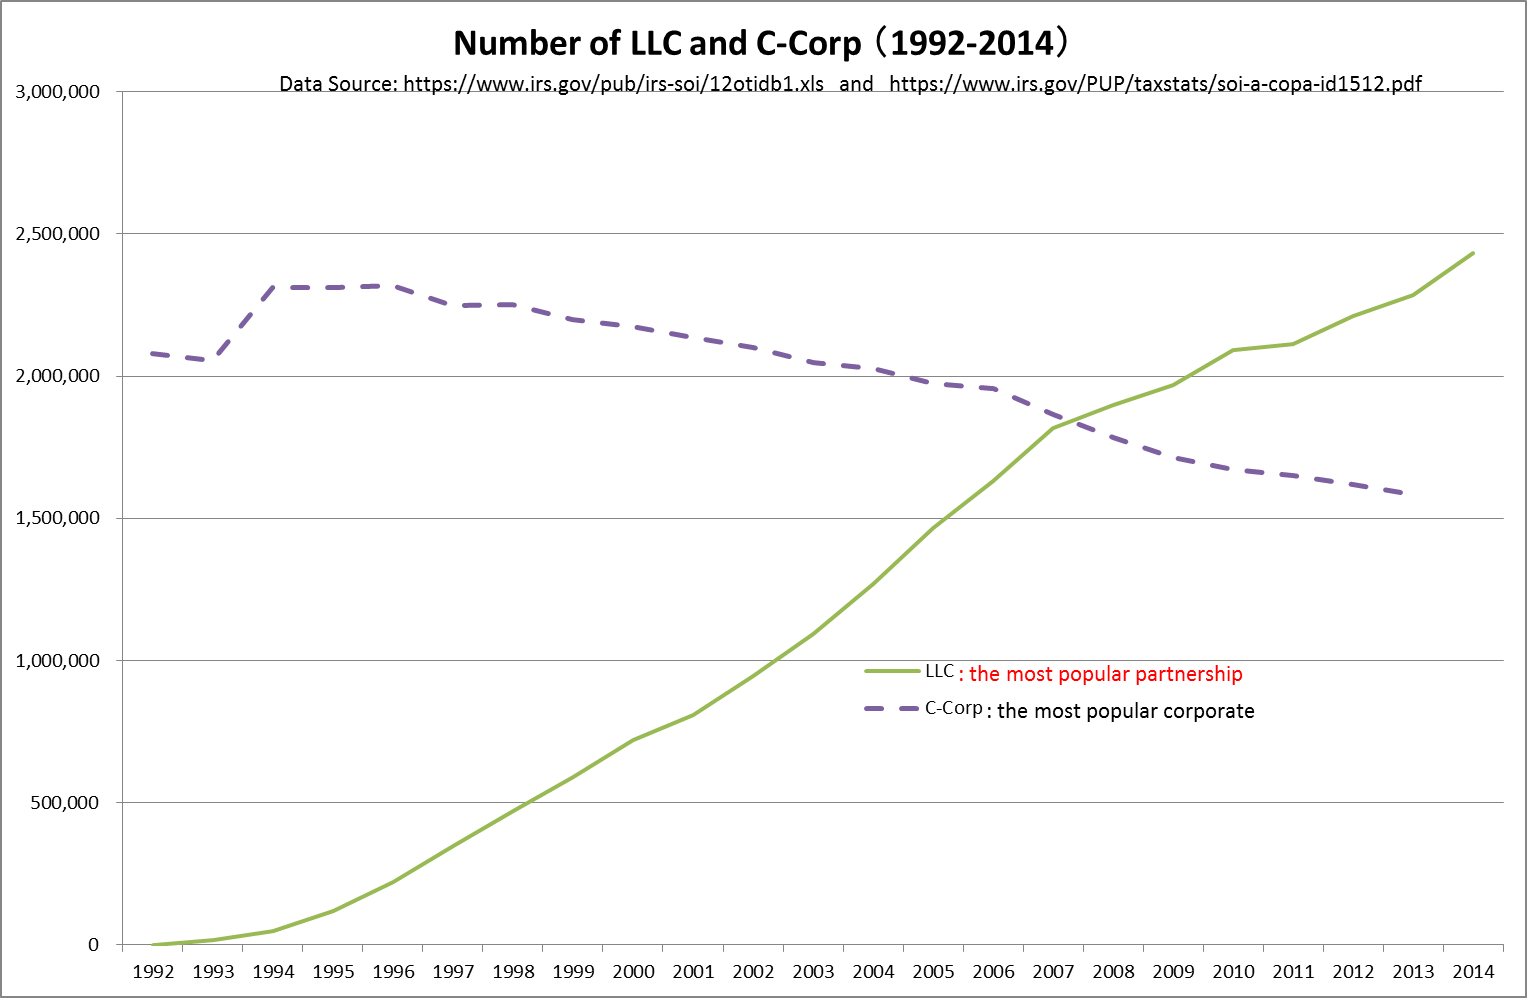 Number of LLC and C-Corp（1992-2014）
Data Source: https://www.irs.gov/pub/irs-soi/12otidb1.xls and https://www.irs.gov/PUP/taxstats/soi-a-copa-id1512.pdf
3,000,000
2,500,000
2,000,000
1,500,000
1,000,000
500,000
0
LLC : the most popular partnership
C-Corp : the most popular corporate
1992 1993 1994 1995 1996 1997 1998 1999 2000 2001 2002 2003 2004 2005 2006 2007 2008 2009 2010 2011 2012 2013 2014